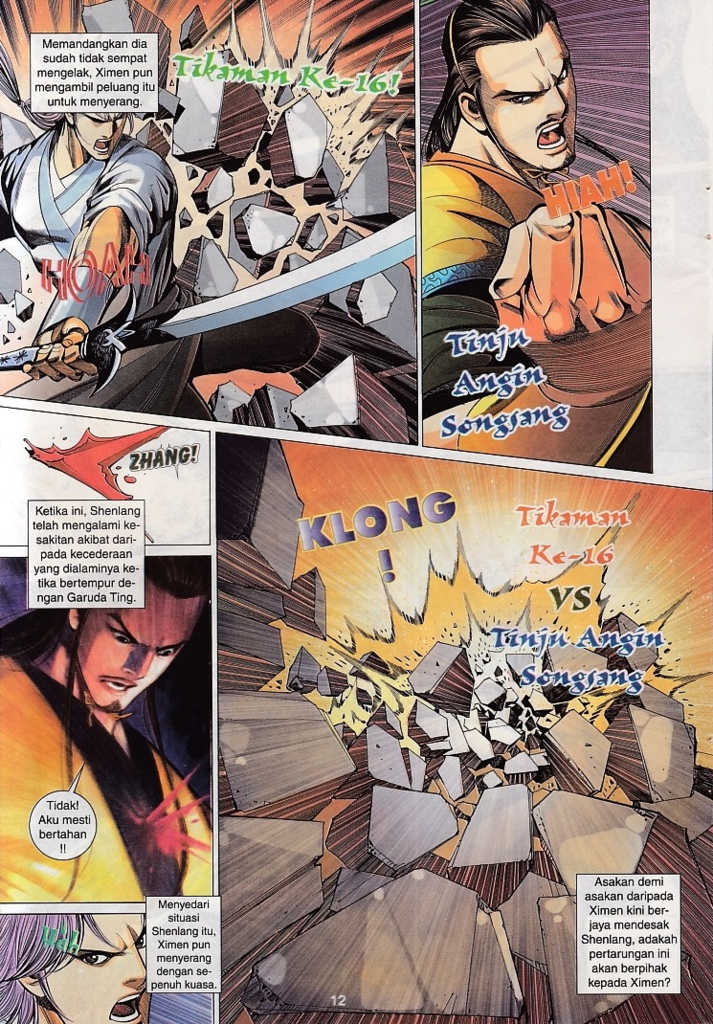 Memandangkan dia
sudah tidak sempat
mengelak, Ximen pun
mengambil peluang itu
untuk menyerang.
Tikaman Ke-16!
HOAH
HIAH!
Tinju
Angin
Songsang
ZHANG!
Ketika ini, Shenlang
telah mengalami ke-
sakitan akibat dari-
pada kecederaan
yang dialaminya ke-
tika bertempur de-
ngan Garuda Ting.
Tidak!
Aku mesti
bertahan
!!
KLONG
!
Tikaman
Ke-16
VS
Tinju Angin
Songsang
Menyedari
situasi
Shenlang itu,
Ximen pun
menyerang
dengan se-
penuh kuasa.
Asakan demi
asakan daripada
Ximen kini ber-
jaya mendesak
Shenlang, adakah
pertarungan ini
akan berpihak
kepada Ximen?
12